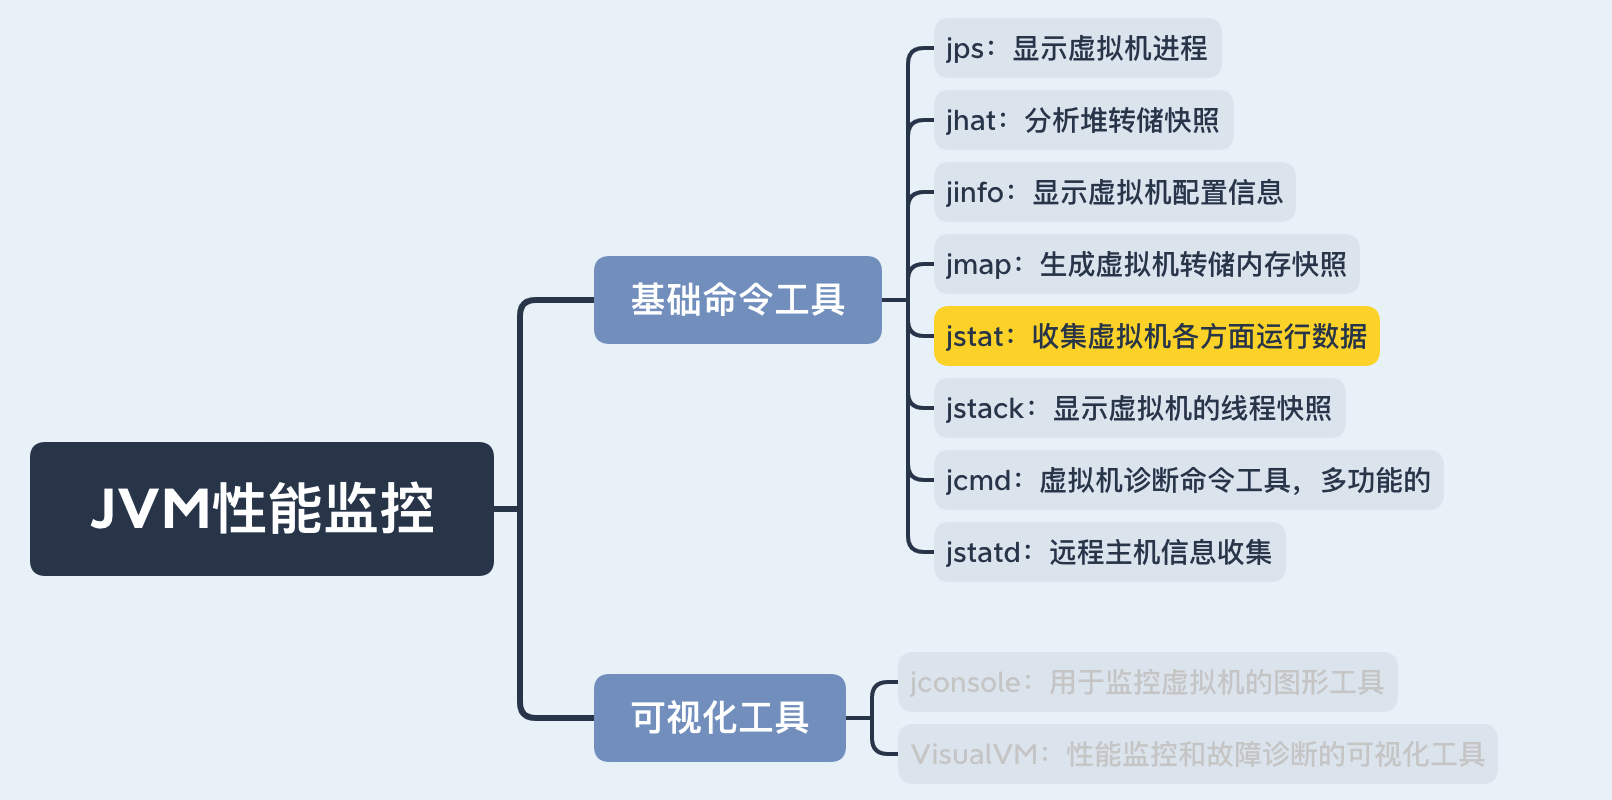 JVM性能监控
基础命令工具
jps：显示虚拟机进程
jhat：分析堆转储快照
jinfo：显示虚拟机配置信息
jmap：生成虚拟机转储内存快照
jstat：收集虚拟机各方面运行数据
jstack：显示虚拟机的线程快照
jcmd：虚拟机诊断命令工具，多功能的
jstatd：远程主机信息收集
可视化工具
jconsole：用于监控虚拟机的图形工具
VisualVM：性能监控和故障诊断的可视化工具